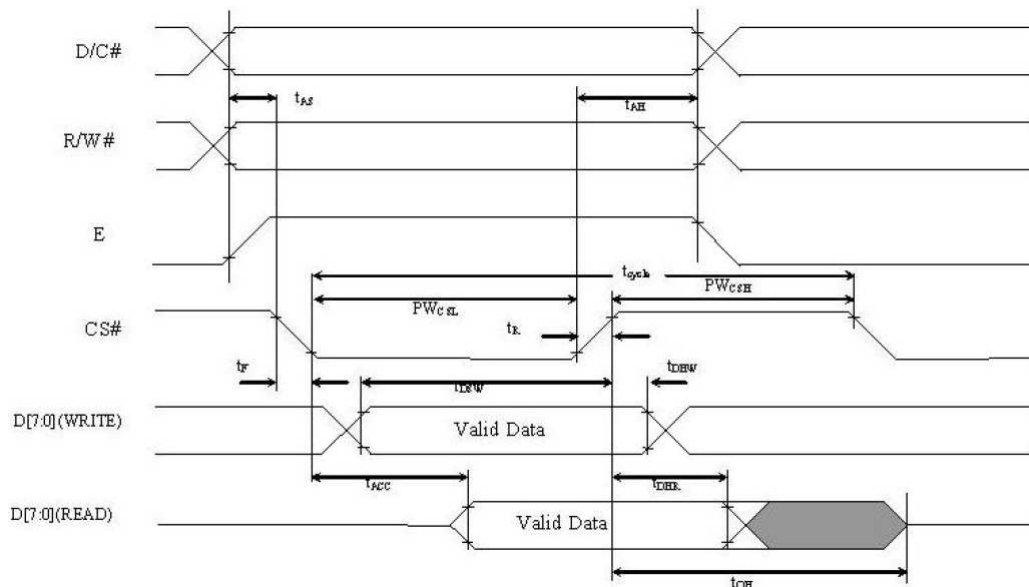 D/C#
tAS
tAH
R/W#
E
tcycle
PWCSL
PWCSH
CS#
tR
tF
tDSW
tDHW
D[7:0](WRITE)
Valid Data
tACC
tDHR
D[7:0](READ)
Valid Data
tOH